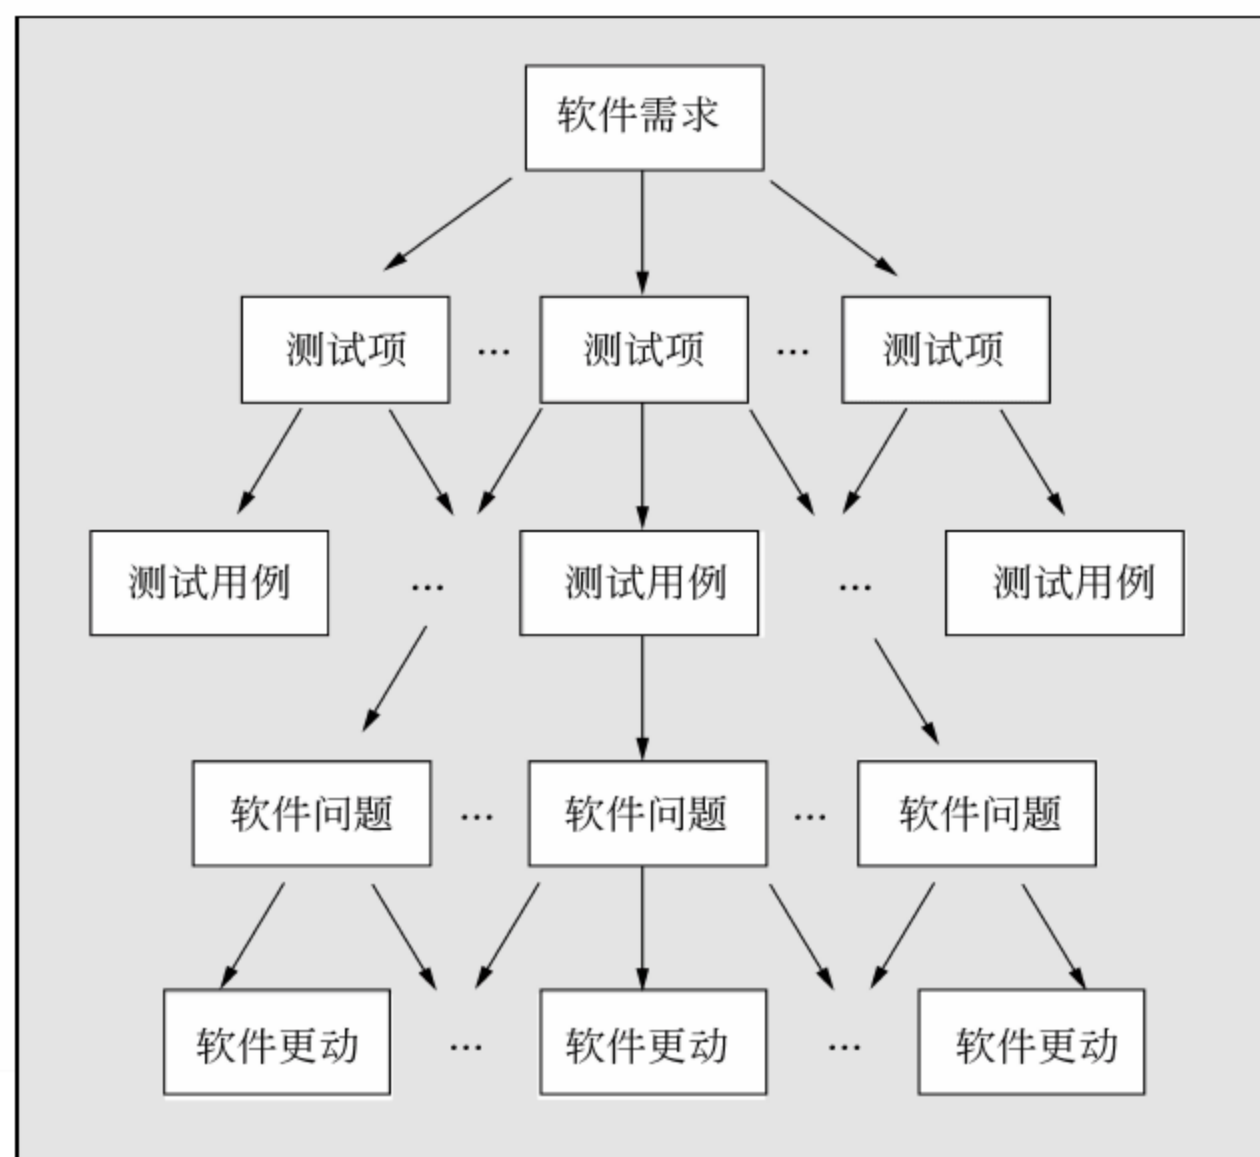 软件需求
测试项 … 测试项 … 测试项
测试用例 … 测试用例 … 测试用例
软件问题 … 软件问题 … 软件问题
软件更动 … 软件更动 … 软件更动